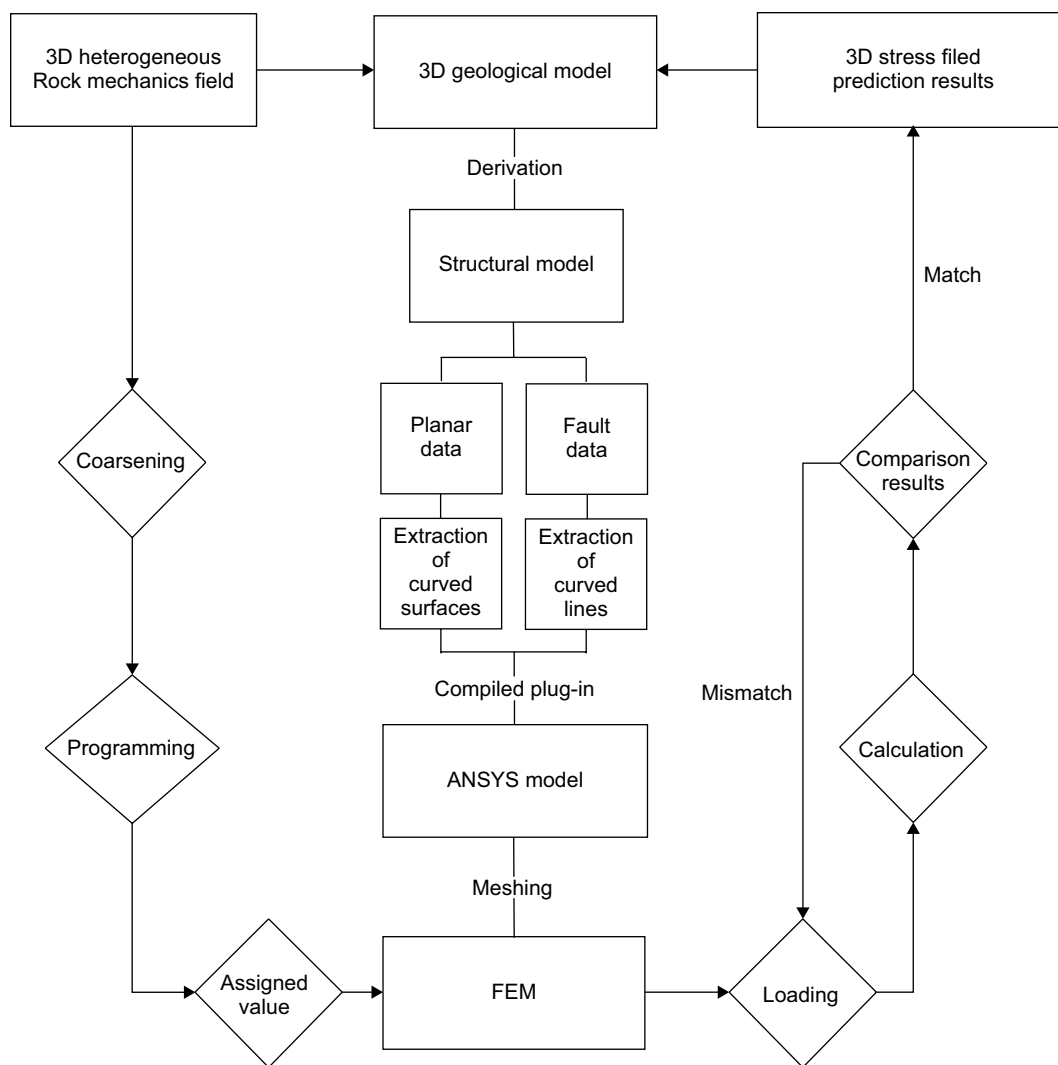 3D heterogeneous
Rock mechanics field
3D geological model
3D stress filed
prediction results
Derivation
Structural model
Match
Planar
data
Fault
data
Coarsening
Comparison
results
Extraction
of
curved
surfaces
Extraction
of
curved
lines
Compiled plug-in
Mismatch
Programming
ANSYS model
Calculation
Meshing
Assigned
value
FEM
Loading